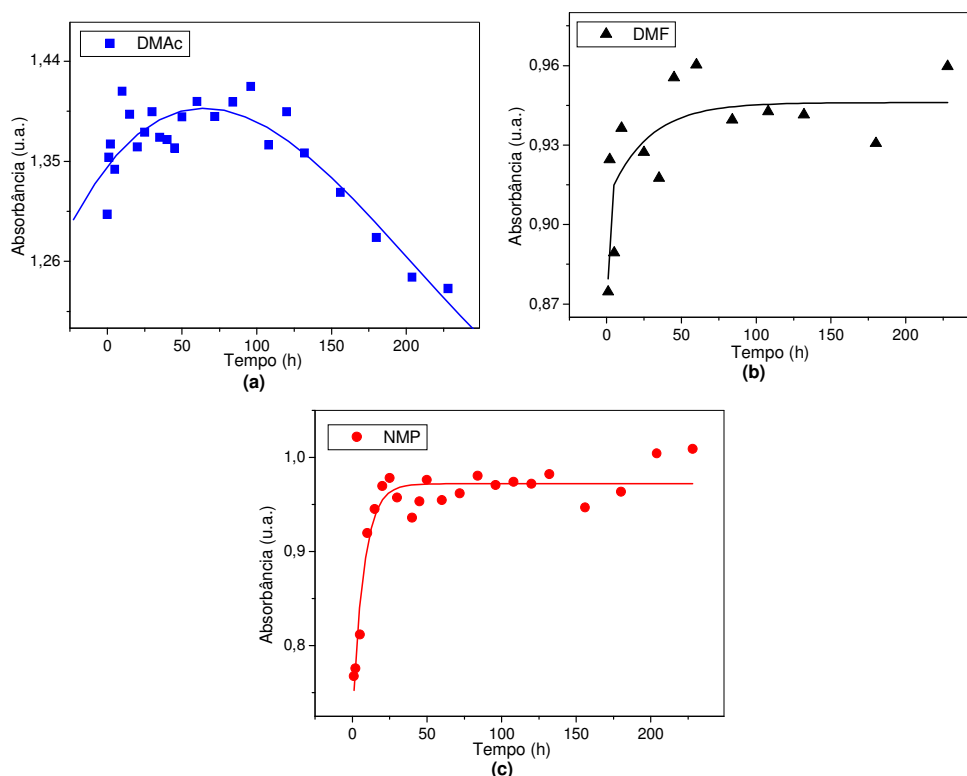 DMAc
1,44
1,35
1,26
Absorbância (u.a.)
0 50 100 150 200
Tempo (h)
(a)
DMF
0,96
0,93
0,90
0,87
Absorbância (u.a.)
0 50 100 150 200
Tempo (h)
(b)
NMP
1,0
0,9
0,8
Absorbância (u.a.)
0 50 100 150 200
Tempo (h)
(c)